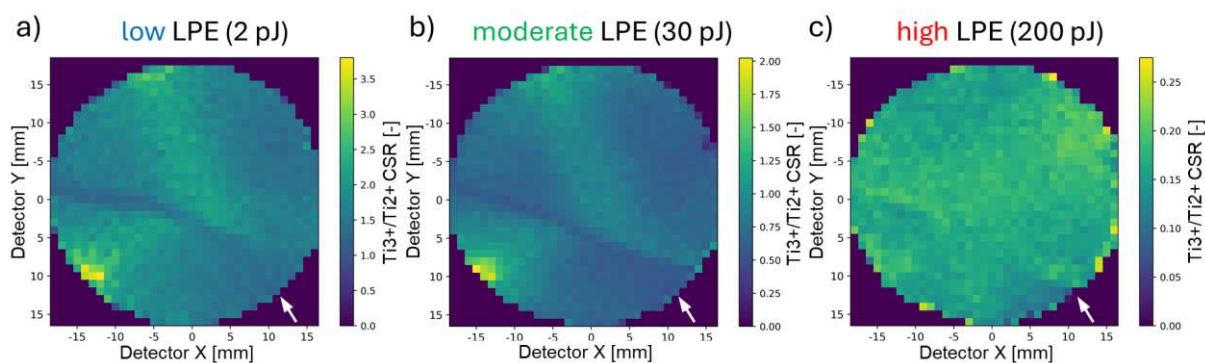 a)
low LPE (2 pJ)
15
-10
-5
0
5
10
15
Detector Y [mm]
-15 -10 -5 0 5 10 15
Detector X [mm]
3.5
3.0
2.5
2.0
1.5
1.0
0.5
0.0
Ti3+/Ti2+ CSR [-]
b)
moderate LPE (30 pJ)
-15
-10
-5
0
5
10
15
Detector Y [mm]
-15 -10 -5 0 5 10 15
Detector X [mm]
2.00
1.75
1.50
1.25
1.00
0.75
0.50
0.25
0.00
Ti3+/Ti2+ CSR [-]
c)
high LPE (200 pJ)
-15
-10
-5
0
5
10
15
Detector Y [mm]
-15 -10 -5 0 5 10 15
Detector X [mm]
0.25
0.20
0.15
0.10
0.05
0.00
Ti3+/Ti2+ CSR [-]